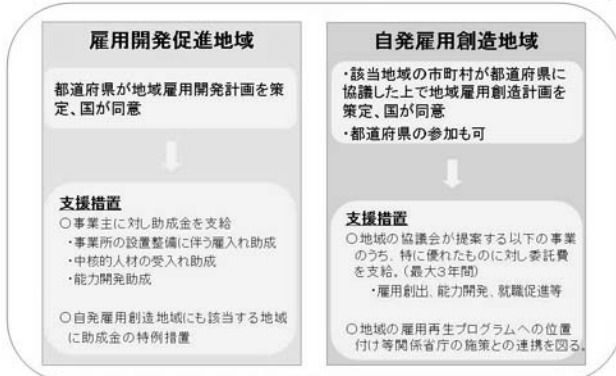 雇用開発促進地域
都道府県が地域雇用開発計画を策
定、国が同意
支援措置
○事業主に対し助成金を支給
・事業所の設置整備に伴う雇入れ助成
・中核的人材の受入れ助成
・能力開発助成
○自発雇用創造地域にも該当する地域
に助成金の特例措置
自発雇用創造地域
・該当地域の市町村が都道府県に
協議した上で地域雇用創造計画を
策定、国が同意
・都道府県の参加も可
支援措置
○地域の協議会が提案する以下の事業
のうち、特に優れたものに対し委託費
を支給。(最大3年間)
・雇用創出、能力開発、就職促進等
○地域の雇用再生プログラムへの位置
付け等関係省庁の施策との連携を図る。